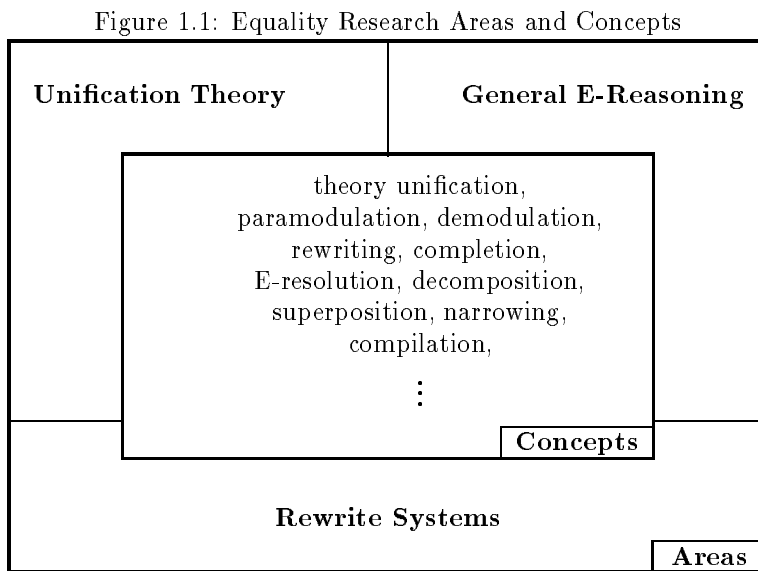 Figure 1.1: Equality Research Areas and Concepts
Unification Theory
General E-Reasoning
theory unification,
paramodulation, demodulation,
rewriting, completion,
E-resolution, decomposition,
superposition, narrowing,
compilation,
⋮
Concepts
Rewrite Systems
Areas